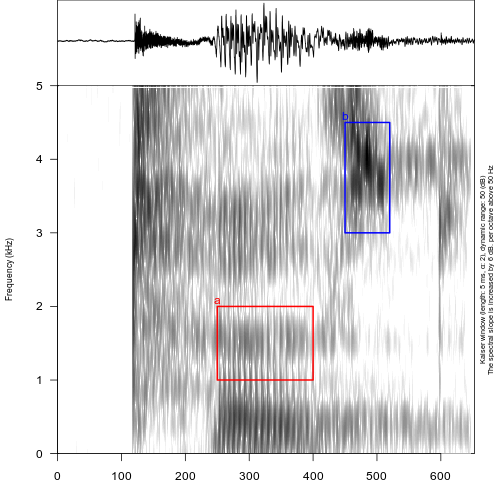 b
5
4
3
2
1
0
a
Frequency (kHz)
0 100 200 300 400 500 600
Kaiser window (length: 5 ms, α: 2), dynamic range: 50 (dB)
The spectral slope is increased by 6 dB. per octave above 50 Hz